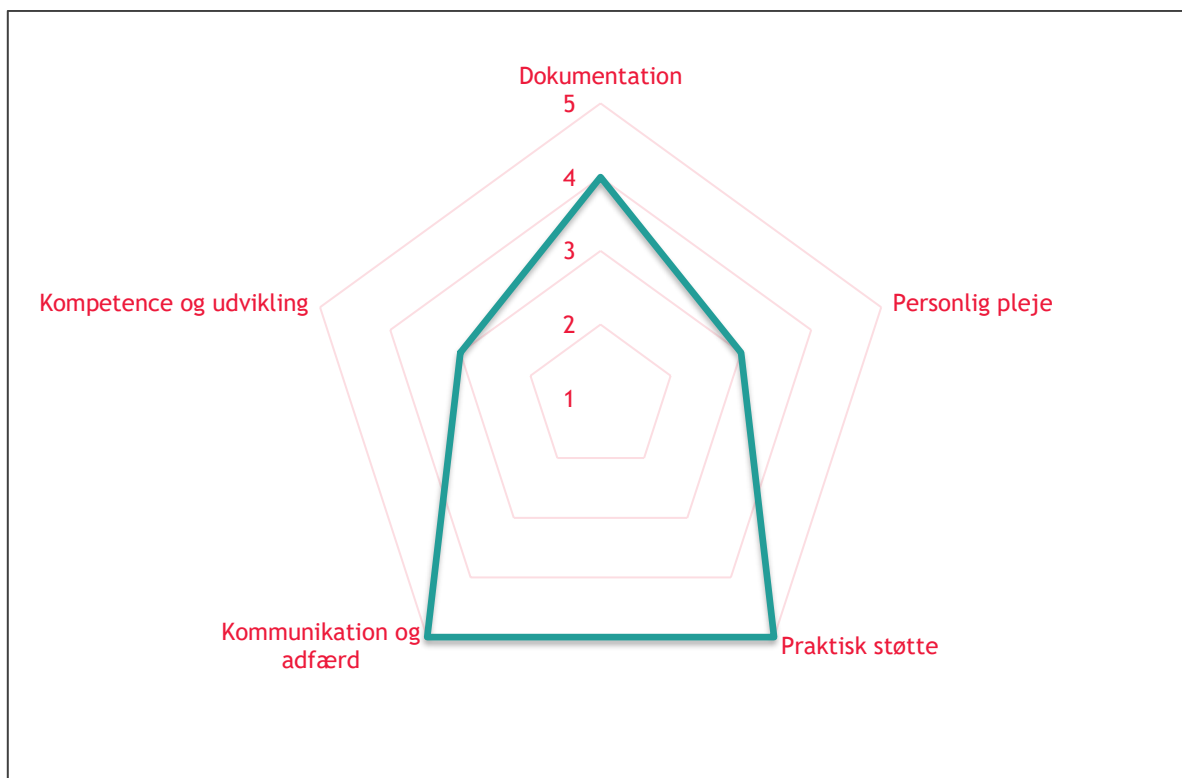 Dokumentation
5
4
3
2
1
Personlig pleje
Praktisk støtte
Kommunikation og
adfærd
Kompetence og udvikling